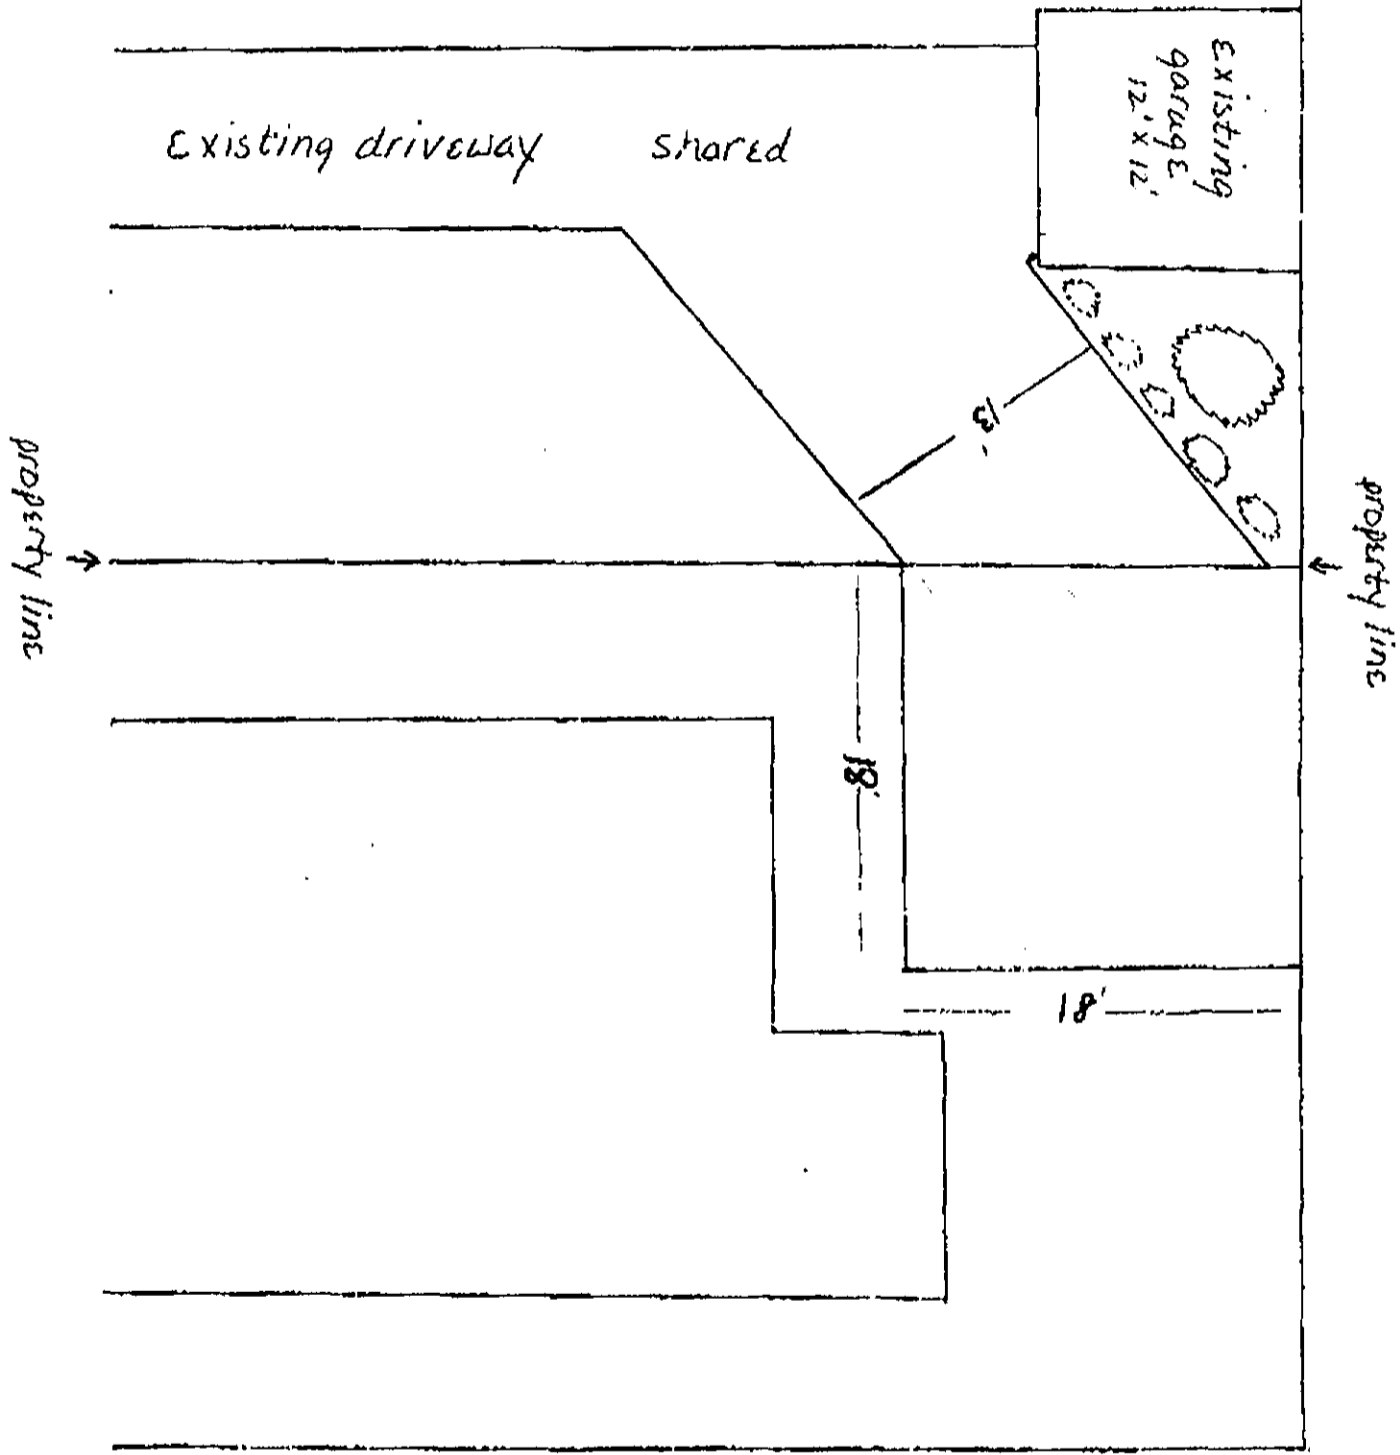 Existing driveway shared
Existing
garage
12' x 12'
13'
property line
property line
18'
18'